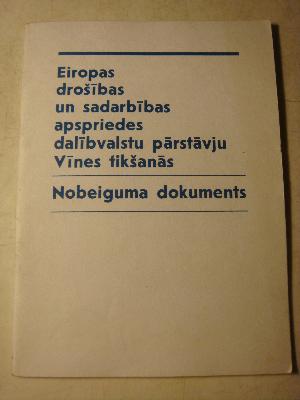 Eiropas
drošības
un sadarbības
apspriedes
dalībvalstu pārstāvju
Vīnes tikšanās
Nobeiguma dokuments